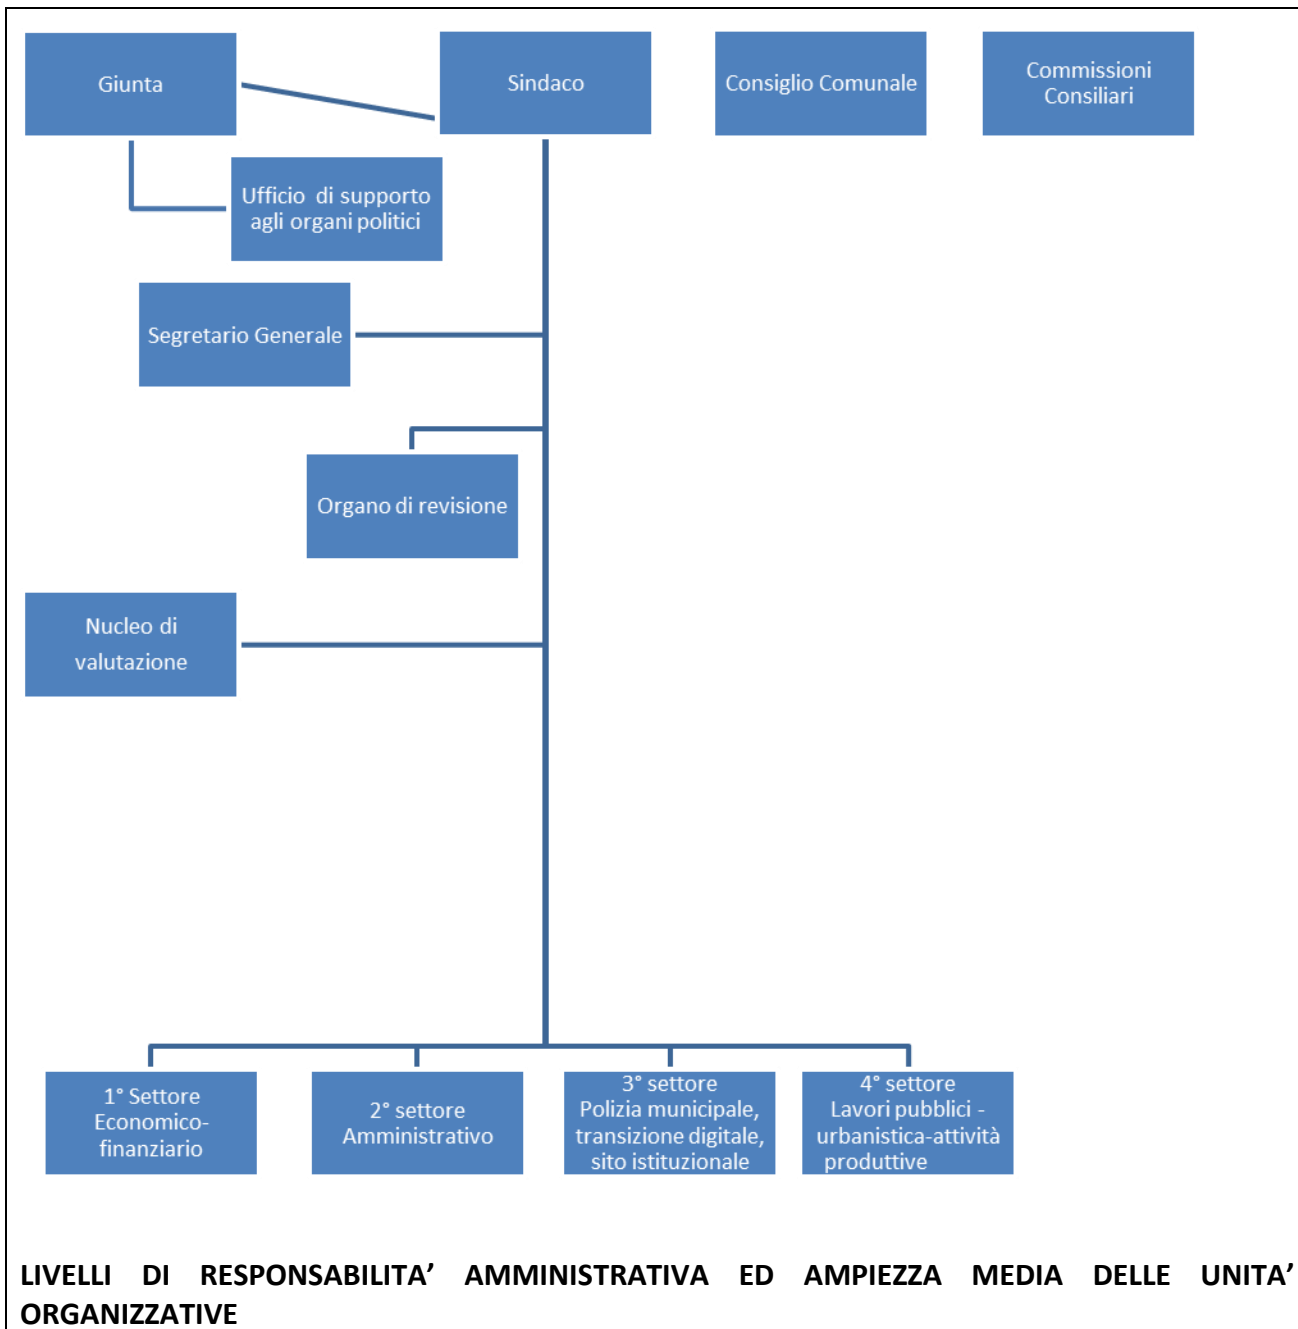 Giunta
Sindaco
Consiglio Comunale
Commissioni
Consiliari
Ufficio di supporto
agli organi politici
Segretario Generale
Organo di revisione
Nucleo di
valutazione
1° Settore
Economico-
finanziario
2° settore
Amministrativo
3° settore
Polizia municipale,
transizione digitale,
sito istituzionale
4° settore
Lavori pubblici -
urbanistica-attività
produttive
LIVELLI DI RESPONSABILITA’ AMMINISTRATIVA ED AMPIEZZA MEDIA DELLE UNITA’
ORGANIZZATIVE